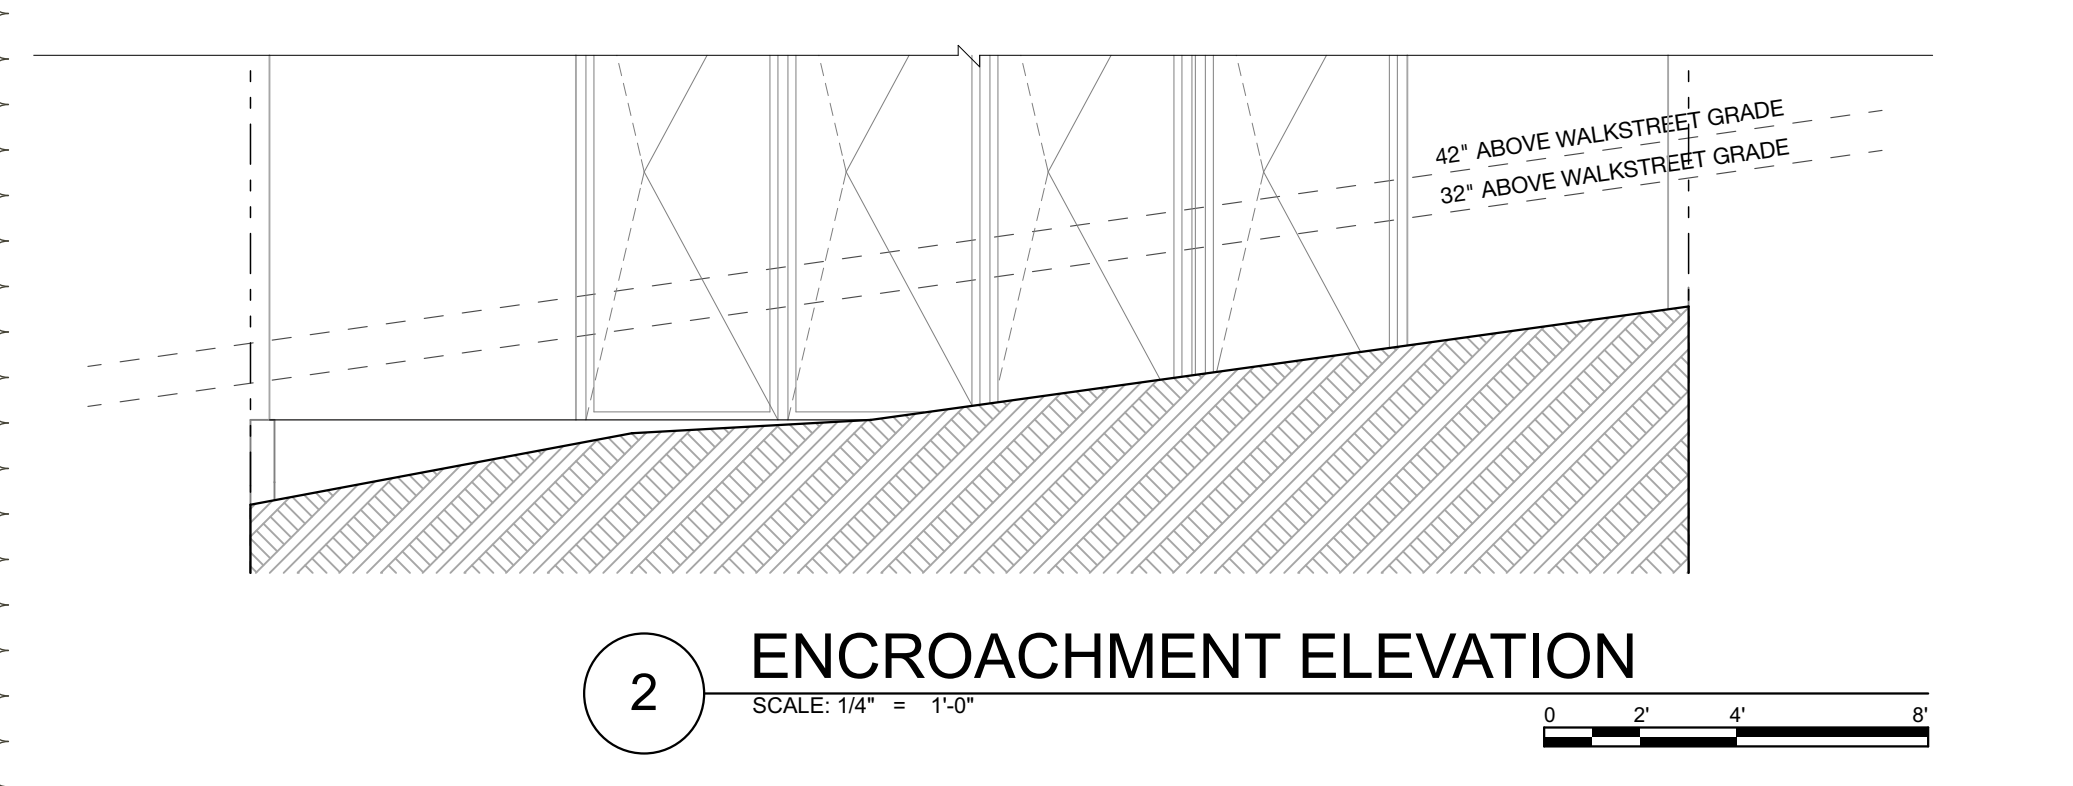 42" ABOVE WALKSTREET GRADE
32" ABOVE WALKSTREET GRADE
2
ENCROACHMENT ELEVATION
SCALE: 1/4" = 1'-0"
0 2' 4' 8'